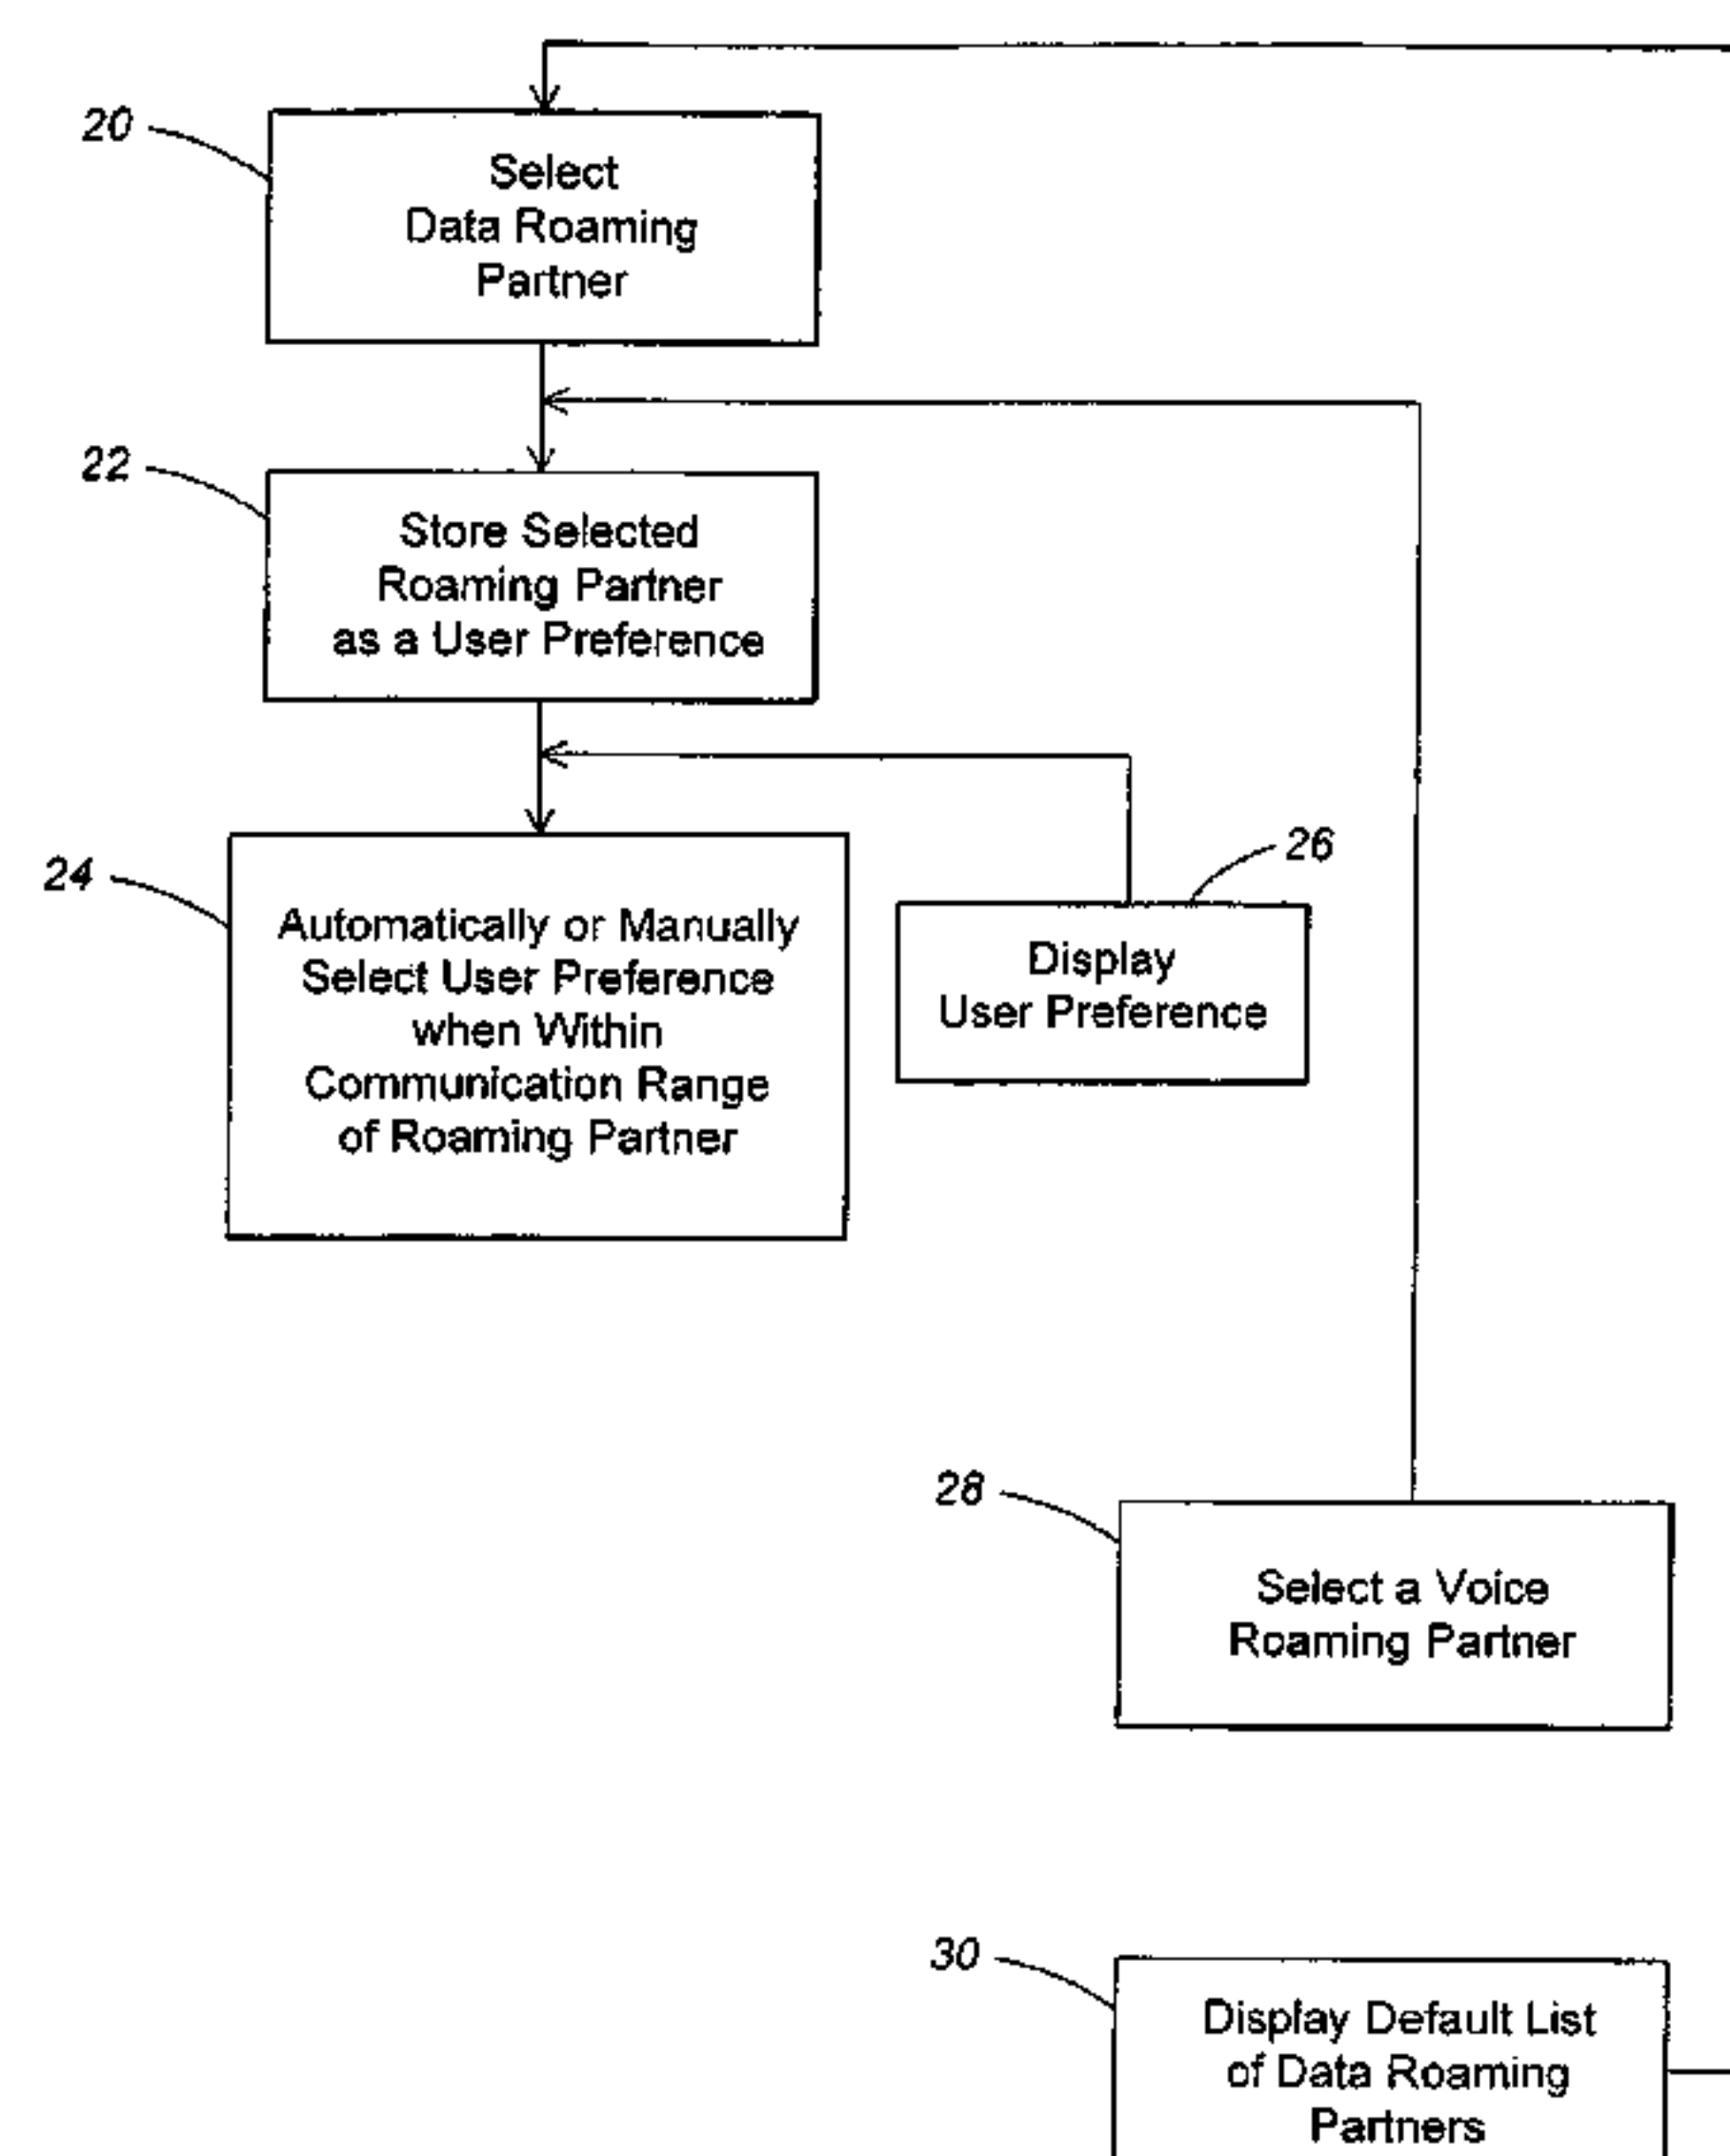 20
Select
Data Roaming
Partner
22
Store Selected
Roaming Partner
as a User Preference
24
Automatically or Manually
Select User Preference
when Within
Communication Range
of Roaming Partner
26
Display
User Preference
28
Select a Voice
Roaming Partner
30
Display Default List
of Data Roaming
Partners